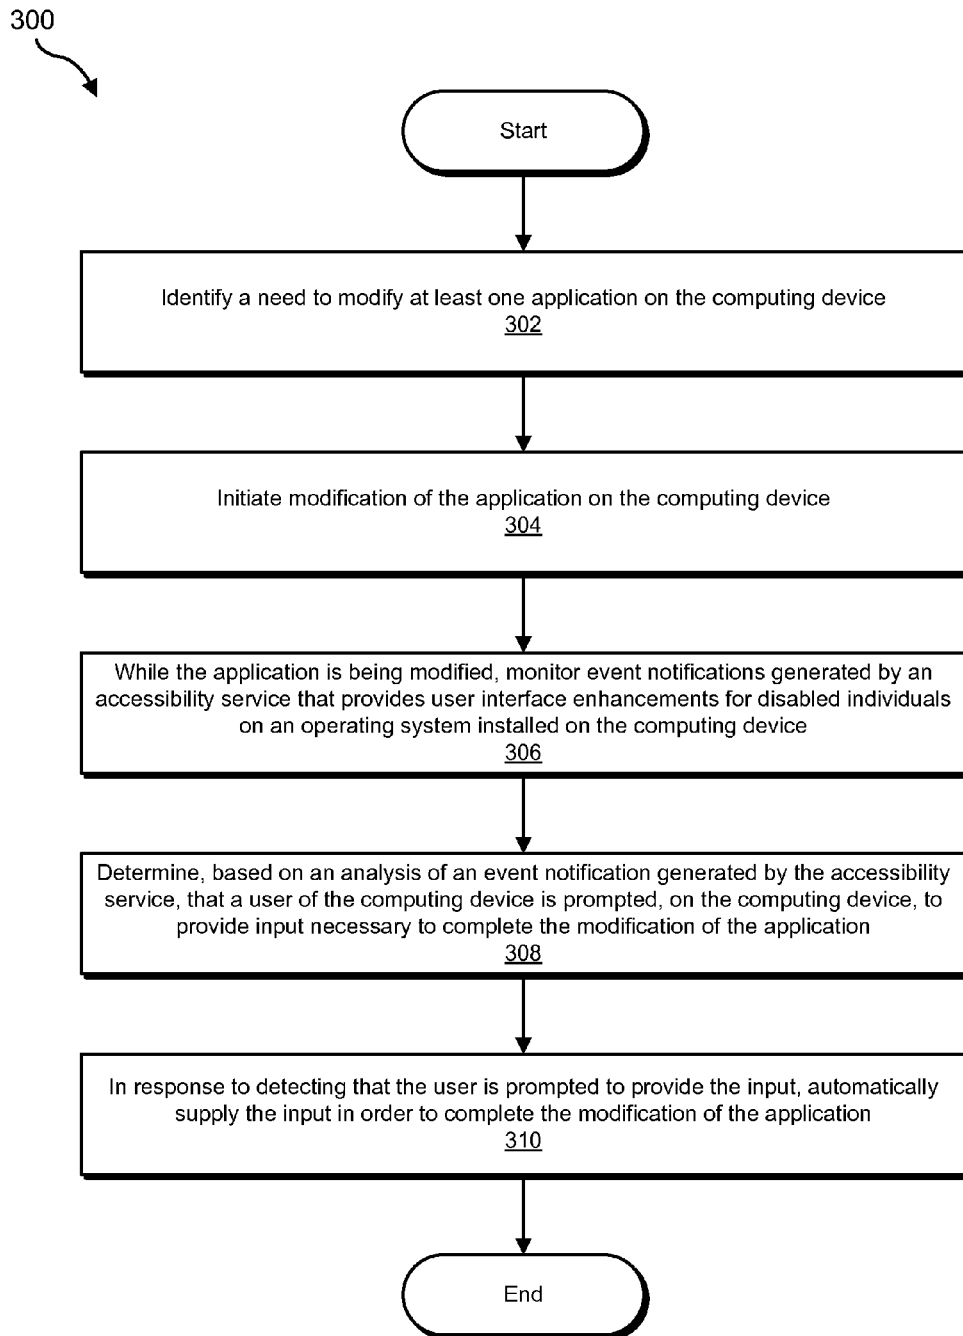 300
Start
Identify a need to modify at least one application on the computing device
302
Initiate modification of the application on the computing device
304
While the application is being modified, monitor event notifications generated by an
accessibility service that provides user interface enhancements for disabled individuals
on an operating system installed on the computing device
306
Determine, based on an analysis of an event notification generated by the accessibility
service, that a user of the computing device is prompted, on the computing device, to
provide input necessary to complete the modification of the application
308
In response to detecting that the user is prompted to provide the input, automatically
supply the input in order to complete the modification of the application
310
End